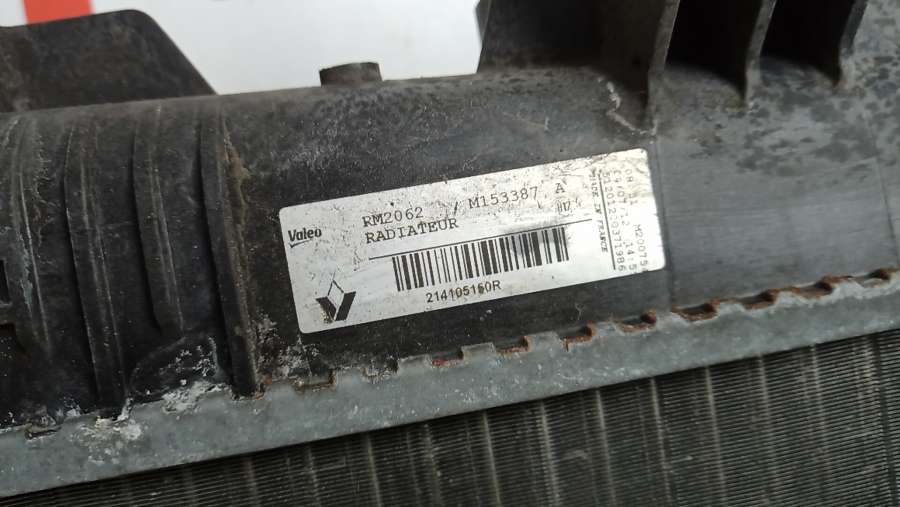 Valeo
RM2062 / M153387 A
RADIATEUR
214105150R
MADE IN FRANCE